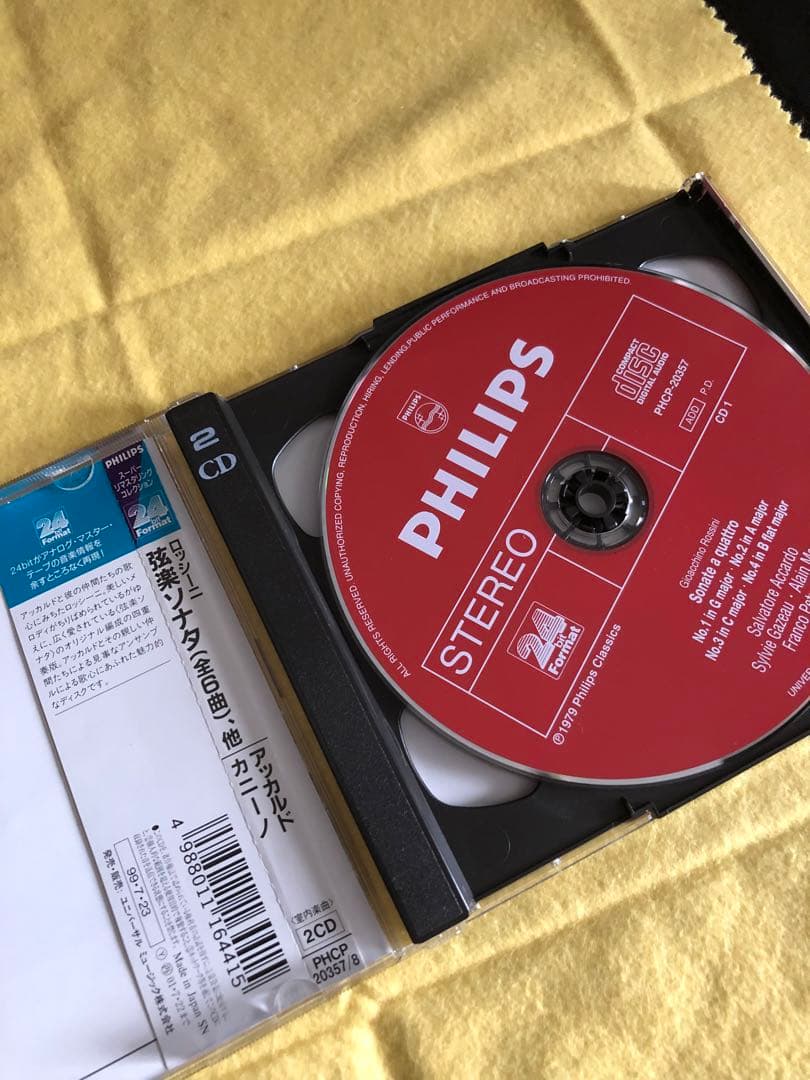 PHILIPS
スーパー
リマスタリング
コレクション
24
bit
Format
24
bit
Format
24bitがアナログ・マスター・
テープの音楽情報を
余すところなく再現!
アッカルドと彼の仲間たちの歌
心にみちたロッシーニ。美しいメ
ロディがちりばめられているがゆ
えに、広く愛されている〈弦楽ソ
ナタ〉のオリジナル編成の四重
奏版。アッカルドとその親しい仲
間たちによる見事なアンサンブ
ルによる歌心にあふれた魅力的
なディスクです。
ロッシーニ
弦楽ソナタ(全6曲)、他
アッカルド
カニーノ
4 988011 164415
〈室内楽曲〉
2CD
PHCP
20357/8
99・7・23
発売・販売:ユニバーサル ミュージック株式会社
Made in Japan SN
01・7・22まで
2
CD
ALL RIGHTS RESERVED UNAUTHORIZED COPYING, REPRODUCTION, HIRING, LENDING,PUBLIC PERFORMANCE AND BROADCASTING PROHIBITED.
PHILIPS
PHILIPS
STEREO
24
bit
Format
COMPACT
disc
DIGITAL AUDIO
PHCP-20357
ADD P.D.
CD 1
Gioacchino Rossini
Sonate a quattro
No.1 in G major · No.2 in A major
No.3 in C major · No.4 in B flat major
Salvatore Accardo
Sylvie Gazeau · Alain M
Franco
℗1979 Philips Classics
UNIVER